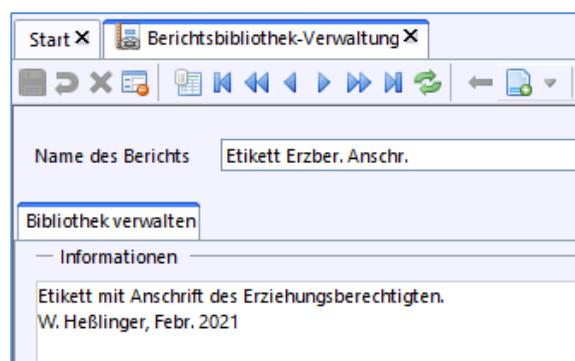 Start
Berichtsbibliothek-Verwaltung
Name des Berichts
Etikett Erzber. Anschr.
Bibliothek verwalten
Informationen
Etikett mit Anschrift des Erziehungsberechtigten.
W. Heßlinger, Febr. 2021